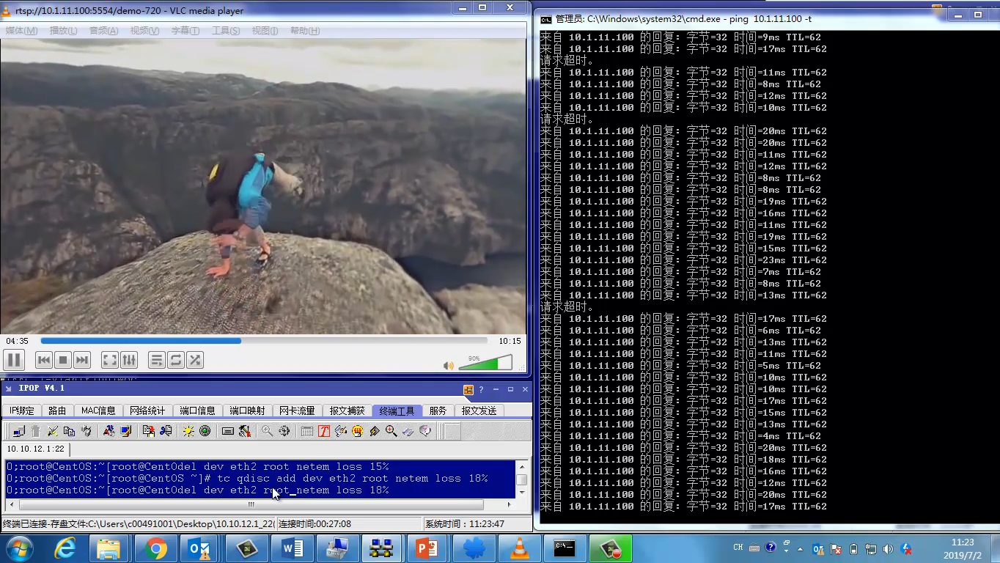 rtsp://10.1.11.100:5554/demo-720 - VLC media player
媒体(M) 播放(L) 音频(A) 视频(V) 字幕(T) 工具(S) 视图(I) 帮助(H)
04:35 10:15
90%
IPOP V4.1
IP绑定 路由 MAC信息 网络统计 端口信息 端口映射 网卡流量 报文捕获 终端工具 服务 报文发送
10.10.12.1:22
0;root@CentOS:~[root@CentOdel dev eth2 root netem loss 15%
0;root@CentOS:~[root@CentOS ~]# tc qdisc add dev eth2 root netem loss 18%
0;root@CentOS:~[root@CentOdel dev eth2 root netem loss 18%
终端已连接-存盘文件:C:\Users\c00491001\Desktop\10.10.12.1_22( 连接时间:00:27:08 系统时间：11:23:47
管理员: C:\Windows\system32\cmd.exe - ping 10.1.11.100 -t
来自 10.1.11.100 的回复: 字节=32 时间=9ms TTL=62
来自 10.1.11.100 的回复: 字节=32 时间=17ms TTL=62
请求超时。
来自 10.1.11.100 的回复: 字节=32 时间=11ms TTL=62
来自 10.1.11.100 的回复: 字节=32 时间=8ms TTL=62
来自 10.1.11.100 的回复: 字节=32 时间=12ms TTL=62
来自 10.1.11.100 的回复: 字节=32 时间=10ms TTL=62
请求超时。
来自 10.1.11.100 的回复: 字节=32 时间=20ms TTL=62
来自 10.1.11.100 的回复: 字节=32 时间=20ms TTL=62
来自 10.1.11.100 的回复: 字节=32 时间=11ms TTL=62
来自 10.1.11.100 的回复: 字节=32 时间=12ms TTL=62
来自 10.1.11.100 的回复: 字节=32 时间=8ms TTL=62
来自 10.1.11.100 的回复: 字节=32 时间=8ms TTL=62
来自 10.1.11.100 的回复: 字节=32 时间=19ms TTL=62
来自 10.1.11.100 的回复: 字节=32 时间=16ms TTL=62
来自 10.1.11.100 的回复: 字节=32 时间=11ms TTL=62
来自 10.1.11.100 的回复: 字节=32 时间=19ms TTL=62
来自 10.1.11.100 的回复: 字节=32 时间=15ms TTL=62
来自 10.1.11.100 的回复: 字节=32 时间=23ms TTL=62
来自 10.1.11.100 的回复: 字节=32 时间=7ms TTL=62
来自 10.1.11.100 的回复: 字节=32 时间=8ms TTL=62
来自 10.1.11.100 的回复: 字节=32 时间=13ms TTL=62
请求超时。
来自 10.1.11.100 的回复: 字节=32 时间=17ms TTL=62
来自 10.1.11.100 的回复: 字节=32 时间=6ms TTL=62
来自 10.1.11.100 的回复: 字节=32 时间=13ms TTL=62
来自 10.1.11.100 的回复: 字节=32 时间=11ms TTL=62
来自 10.1.11.100 的回复: 字节=32 时间=5ms TTL=62
来自 10.1.11.100 的回复: 字节=32 时间=10ms TTL=62
来自 10.1.11.100 的回复: 字节=32 时间=10ms TTL=62
来自 10.1.11.100 的回复: 字节=32 时间=17ms TTL=62
来自 10.1.11.100 的回复: 字节=32 时间=15ms TTL=62
来自 10.1.11.100 的回复: 字节=32 时间=13ms TTL=62
来自 10.1.11.100 的回复: 字节=32 时间=4ms TTL=62
来自 10.1.11.100 的回复: 字节=32 时间=20ms TTL=62
来自 10.1.11.100 的回复: 字节=32 时间=18ms TTL=62
来自 10.1.11.100 的回复: 字节=32 时间=16ms TTL=62
来自 10.1.11.100 的回复: 字节=32 时间=12ms TTL=62
来自 10.1.11.100 的回复: 字节=32 时间=20ms TTL=62
来自 10.1.11.100 的回复: 字节=32 时间=17ms TTL=62
CH
11:23
2019/7/2